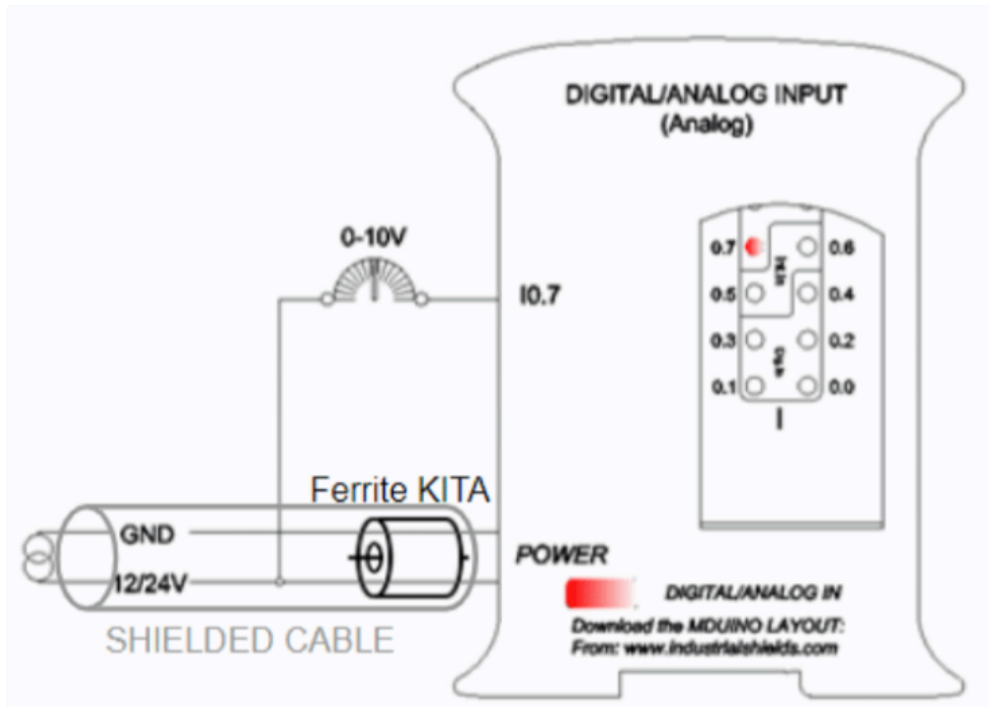 DIGITAL/ANALOG INPUT
(Analog)
0-10V
I0.7
0.7
0.6
0.5
0.4
0.3
0.2
0.1
0.0
I
Ferrite KITA
GND
12/24V
SHIELDED CABLE
POWER
DIGITAL/ANALOG IN
Download the MDUINO LAYOUT:
From: www.industrialshields.com